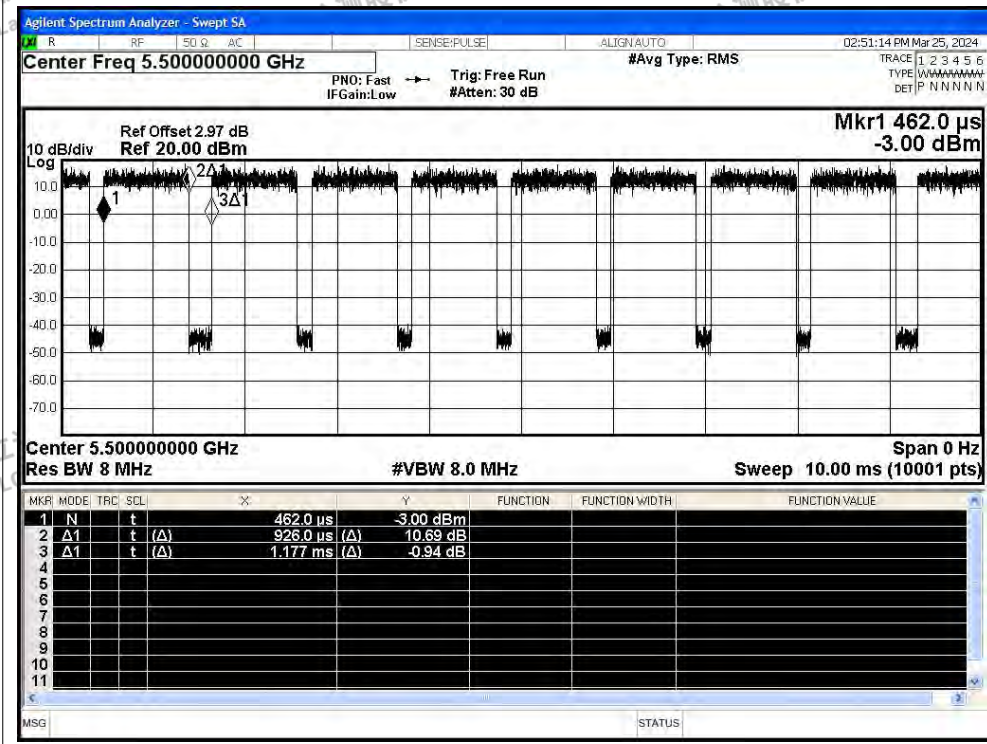 Agilent Spectrum Analyzer - Swept SA
R RF 50 Ω AC SENSE:PULSE ALIGN AUTO 02:51:14 PM Mar 25, 2024
Center Freq 5.500000000 GHz #Avg Type: RMS TRACE 1 2 3 4 5 6
PNO: Fast Trig: Free Run TYPE WWWWWW
IFGain:Low #Atten: 30 dB DET P N N N N N
Mkr1 462.0 µs
Ref Offset 2.97 dB
10 dB/div Ref 20.00 dBm -3.00 dBm
Log
10.0
0.00
-10.0
-20.0
-30.0
-40.0
-50.0
-60.0
-70.0
2Δ1
1
3Δ1
Center 5.500000000 GHz Span 0 Hz
Res BW 8 MHz #VBW 8.0 MHz Sweep 10.00 ms (10001 pts)
MKR MODE TRC SCL X Y FUNCTION FUNCTION WIDTH FUNCTION VALUE
1 N t 462.0 µs -3.00 dBm
2 Δ1 t (Δ) 926.0 µs (Δ) 10.69 dB
3 Δ1 t (Δ) 1.177 ms (Δ) -0.94 dB
4
5
6
7
8
9
10
11
MSG STATUS